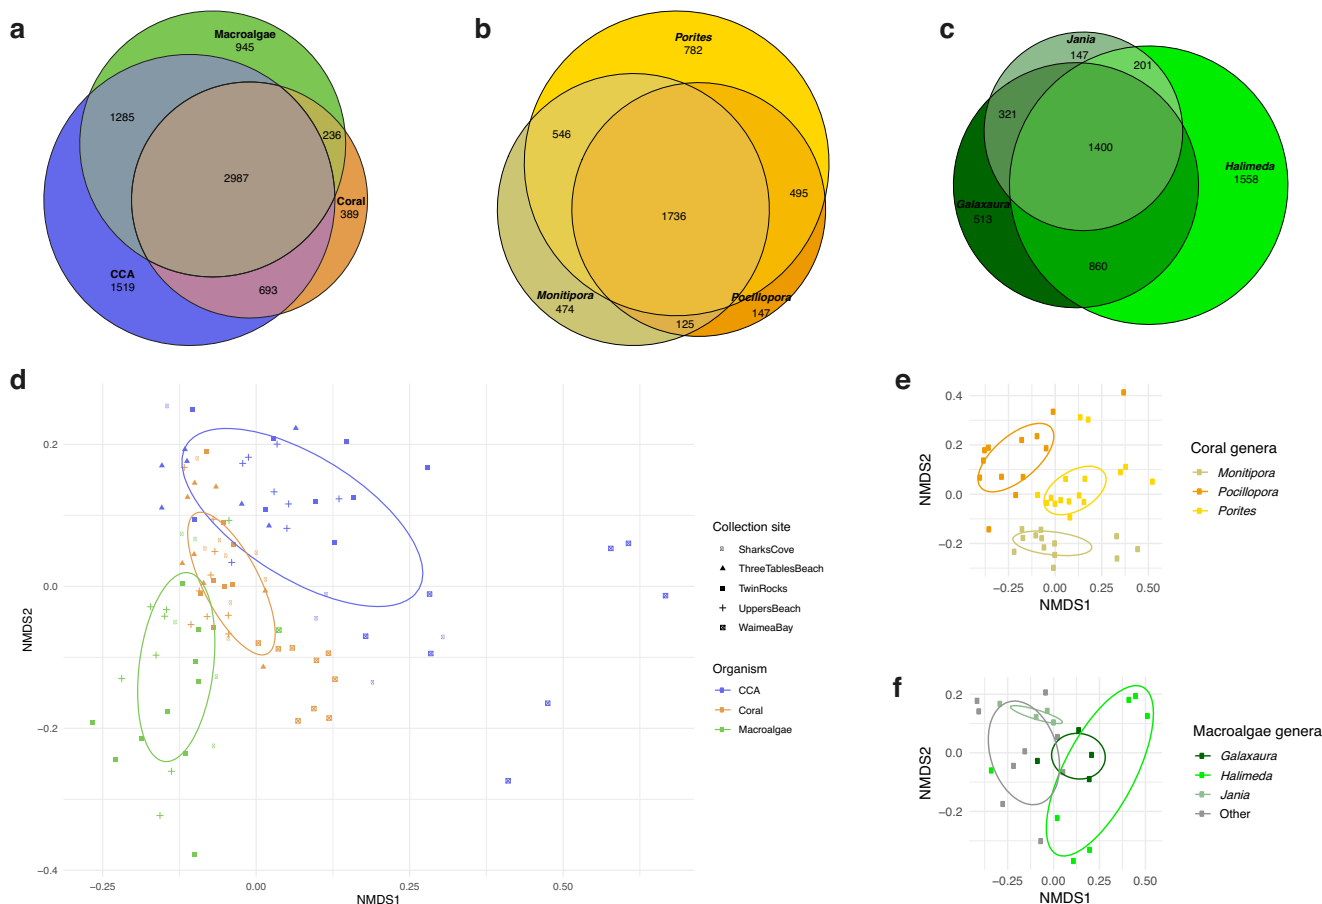 a
Macroalgae
945
1285
236
2987
Coral
389
CCA
1519
693
b
Porites
782
546
495
1736
Monitipora
474
Pocillopora
147
125
c
Jania
147
201
321
1400
Halimeda
1558
Galaxaura
513
860
d
NMDS2
0.2
0.0
−0.2
−0.4
−0.25
0.00
0.25
0.50
NMDS1
Collection site
SharksCove
ThreeTablesBeach
TwinRocks
UppersBeach
WaimeaBay
Organism
CCA
Coral
Macroalgae
e
NMDS2
0.4
0.2
0.0
−0.2
−0.25
0.00
0.25
0.50
NMDS1
Coral genera
Monitipora
Pocillopora
Porites
f
NMDS2
0.2
0.0
−0.2
−0.25
0.00
0.25
0.50
NMDS1
Macroalgae genera
Galaxaura
Halimeda
Jania
Other